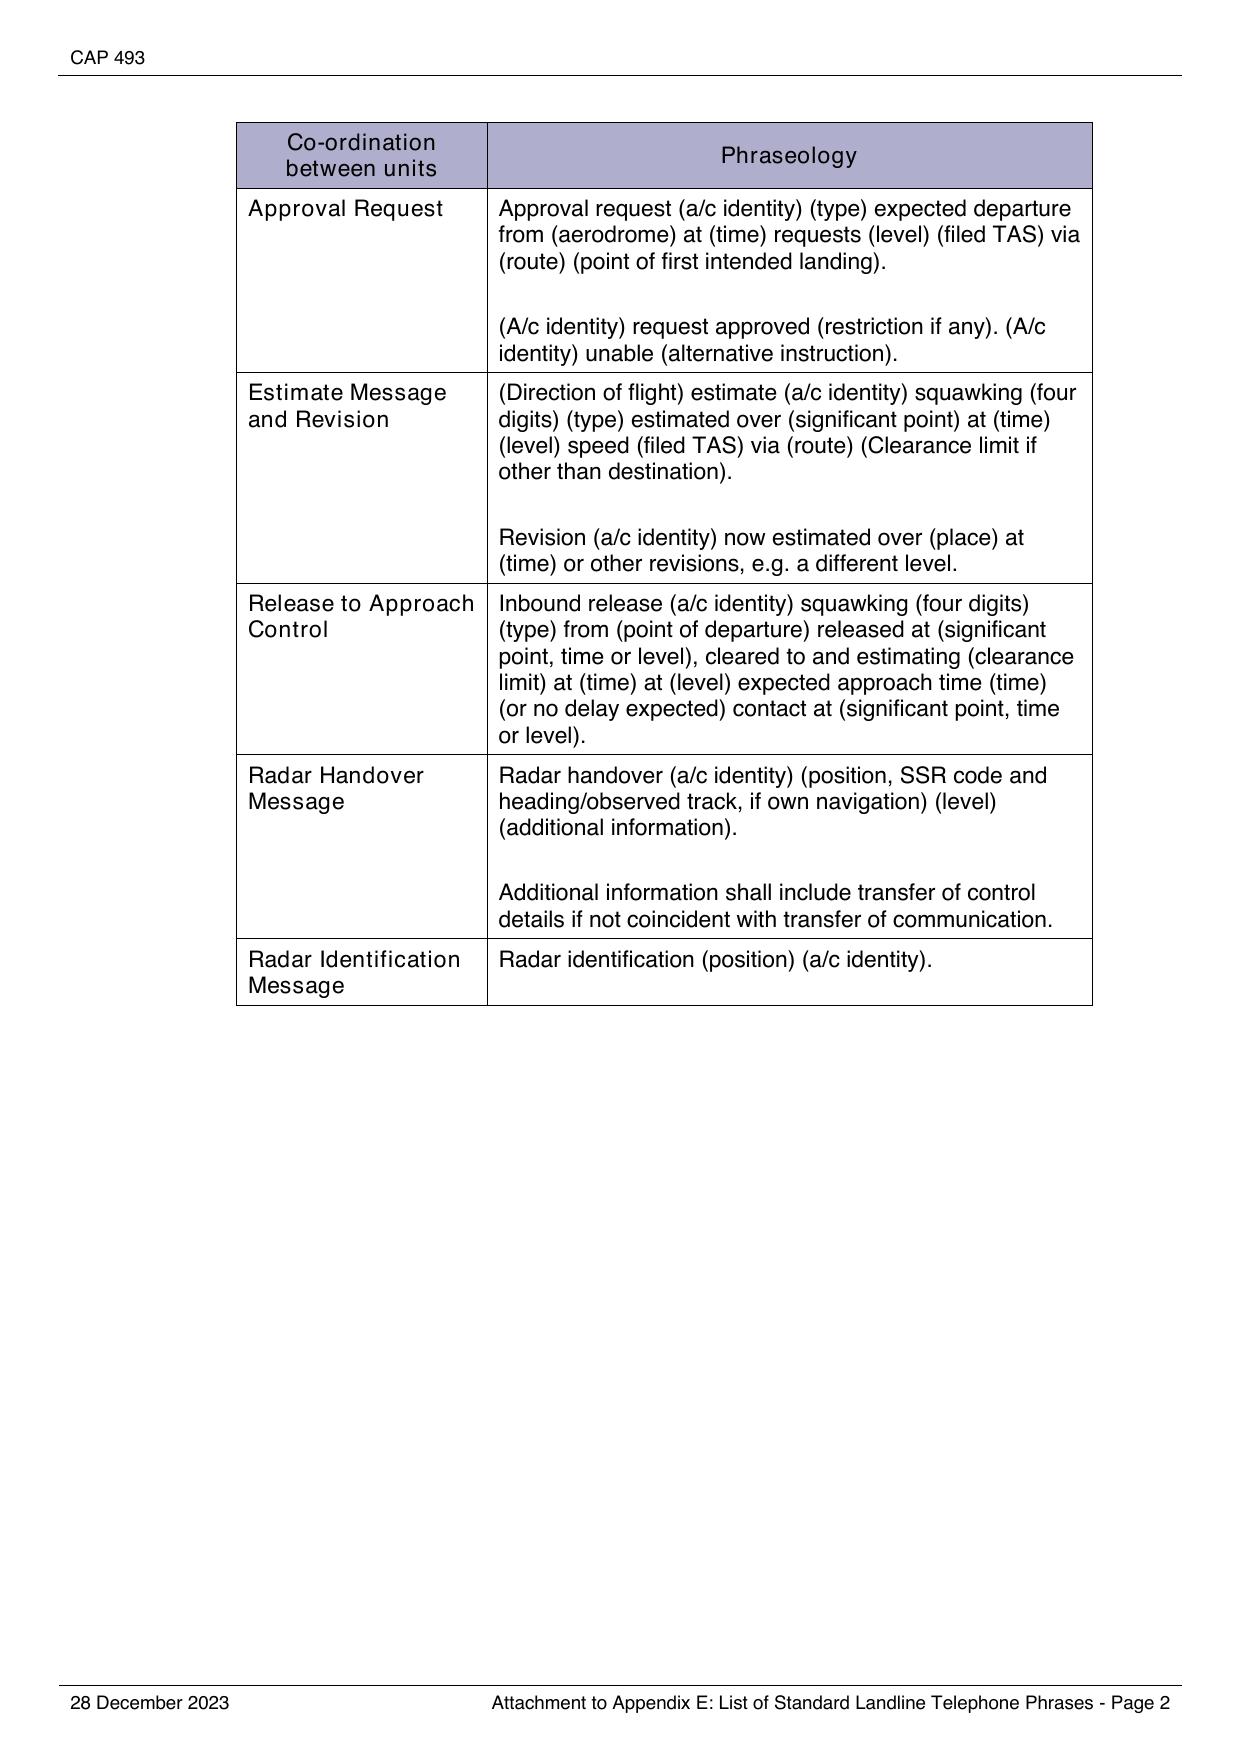 CAP 493
Co-ordination
between units
Phraseology
Approval Request
Approval request (a/c identity) (type) expected departure
from (aerodrome) at (time) requests (level) (filed TAS) via
(route) (point of first intended landing).
(A/c identity) request approved (restriction if any). (A/c
identity) unable (alternative instruction).
Estimate Message
and Revision
(Direction of flight) estimate (a/c identity) squawking (four
digits) (type) estimated over (significant point) at (time)
(level) speed (filed TAS) via (route) (Clearance limit if
other than destination).
Revision (a/c identity) now estimated over (place) at
(time) or other revisions, e.g. a different level.
Release to Approach
Control
Inbound release (a/c identity) squawking (four digits)
(type) from (point of departure) released at (significant
point, time or level), cleared to and estimating (clearance
limit) at (time) at (level) expected approach time (time)
(or no delay expected) contact at (significant point, time
or level).
Radar Handover
Message
Radar handover (a/c identity) (position, SSR code and
heading/observed track, if own navigation) (level)
(additional information).
Additional information shall include transfer of control
details if not coincident with transfer of communication.
Radar Identification
Message
Radar identification (position) (a/c identity).
28 December 2023
Attachment to Appendix E: List of Standard Landline Telephone Phrases - Page 2